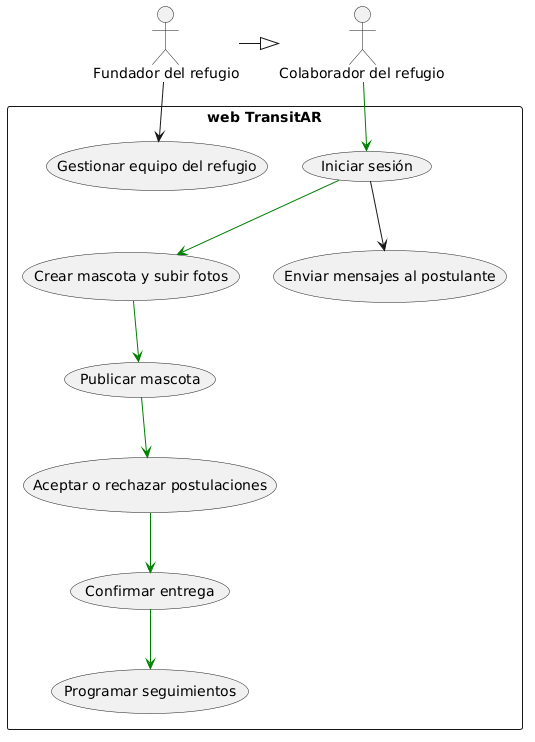 Fundador del refugio
Colaborador del refugio
web TransitAR
Gestionar equipo del refugio
Iniciar sesión
Crear mascota y subir fotos
Enviar mensajes al postulante
Publicar mascota
Aceptar o rechazar postulaciones
Confirmar entrega
Programar seguimientos